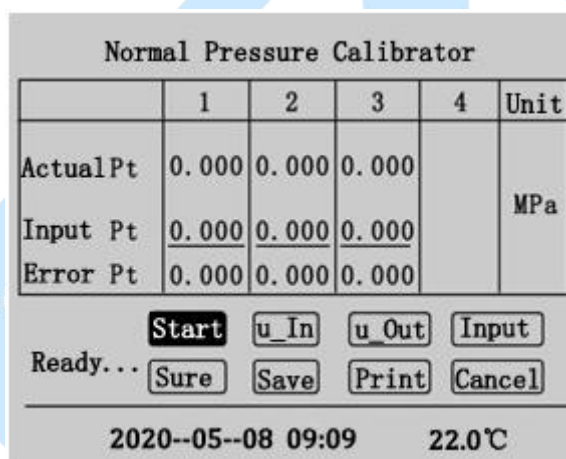 Normal Pressure Calibrator
1 2 3 4 Unit
Actual Pt 0.000 0.000 0.000
MPa
Input Pt 0.000 0.000 0.000
Error Pt 0.000 0.000 0.000
Start u_In u_Out Input
Ready... Sure Save Print Cancel
2020--05--08 09:09 22.0℃